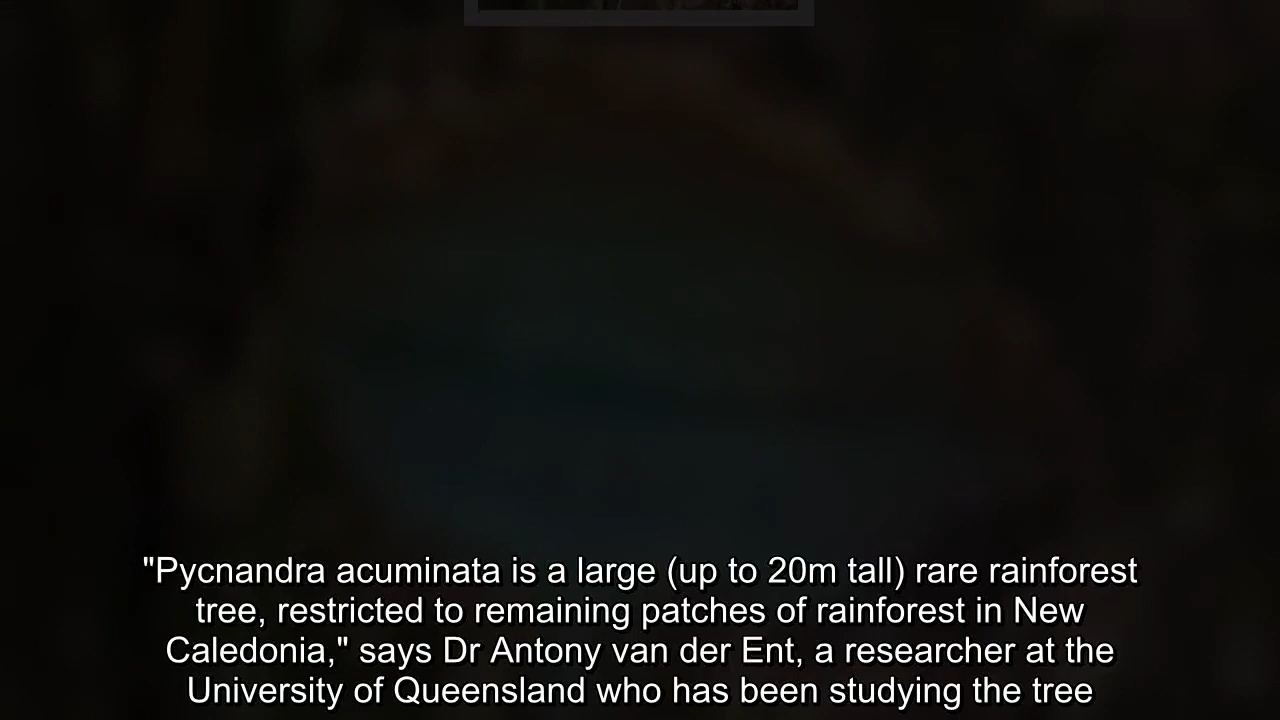 "Pycnandra acuminata is a large (up to 20m tall) rare rainforest
tree, restricted to remaining patches of rainforest in New
Caledonia," says Dr Antony van der Ent, a researcher at the
University of Queensland who has been studying the tree